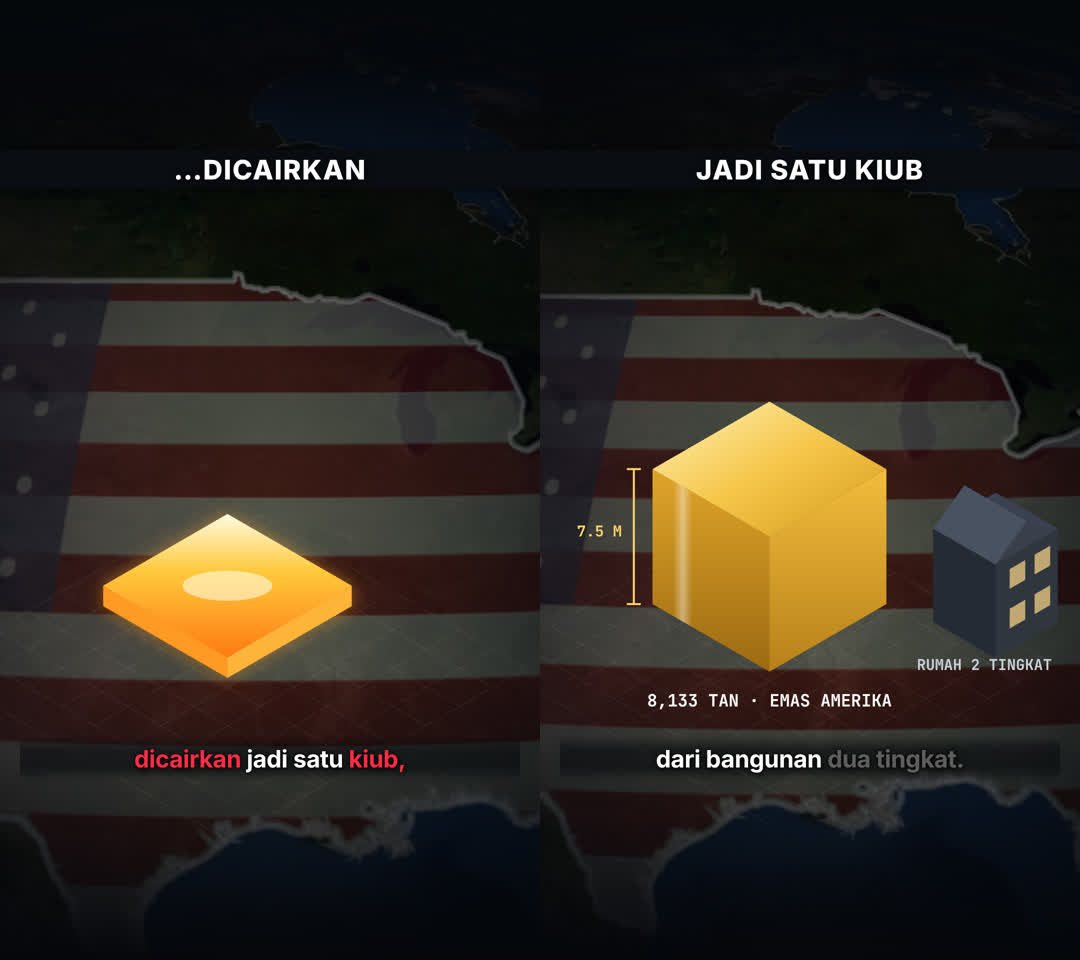 ...DICAIRKAN
dicairkan jadi satu kiub,
JADI SATU KIUB
7.5 M
RUMAH 2 TINGKAT
8,133 TAN · EMAS AMERIKA
dari bangunan dua tingkat.